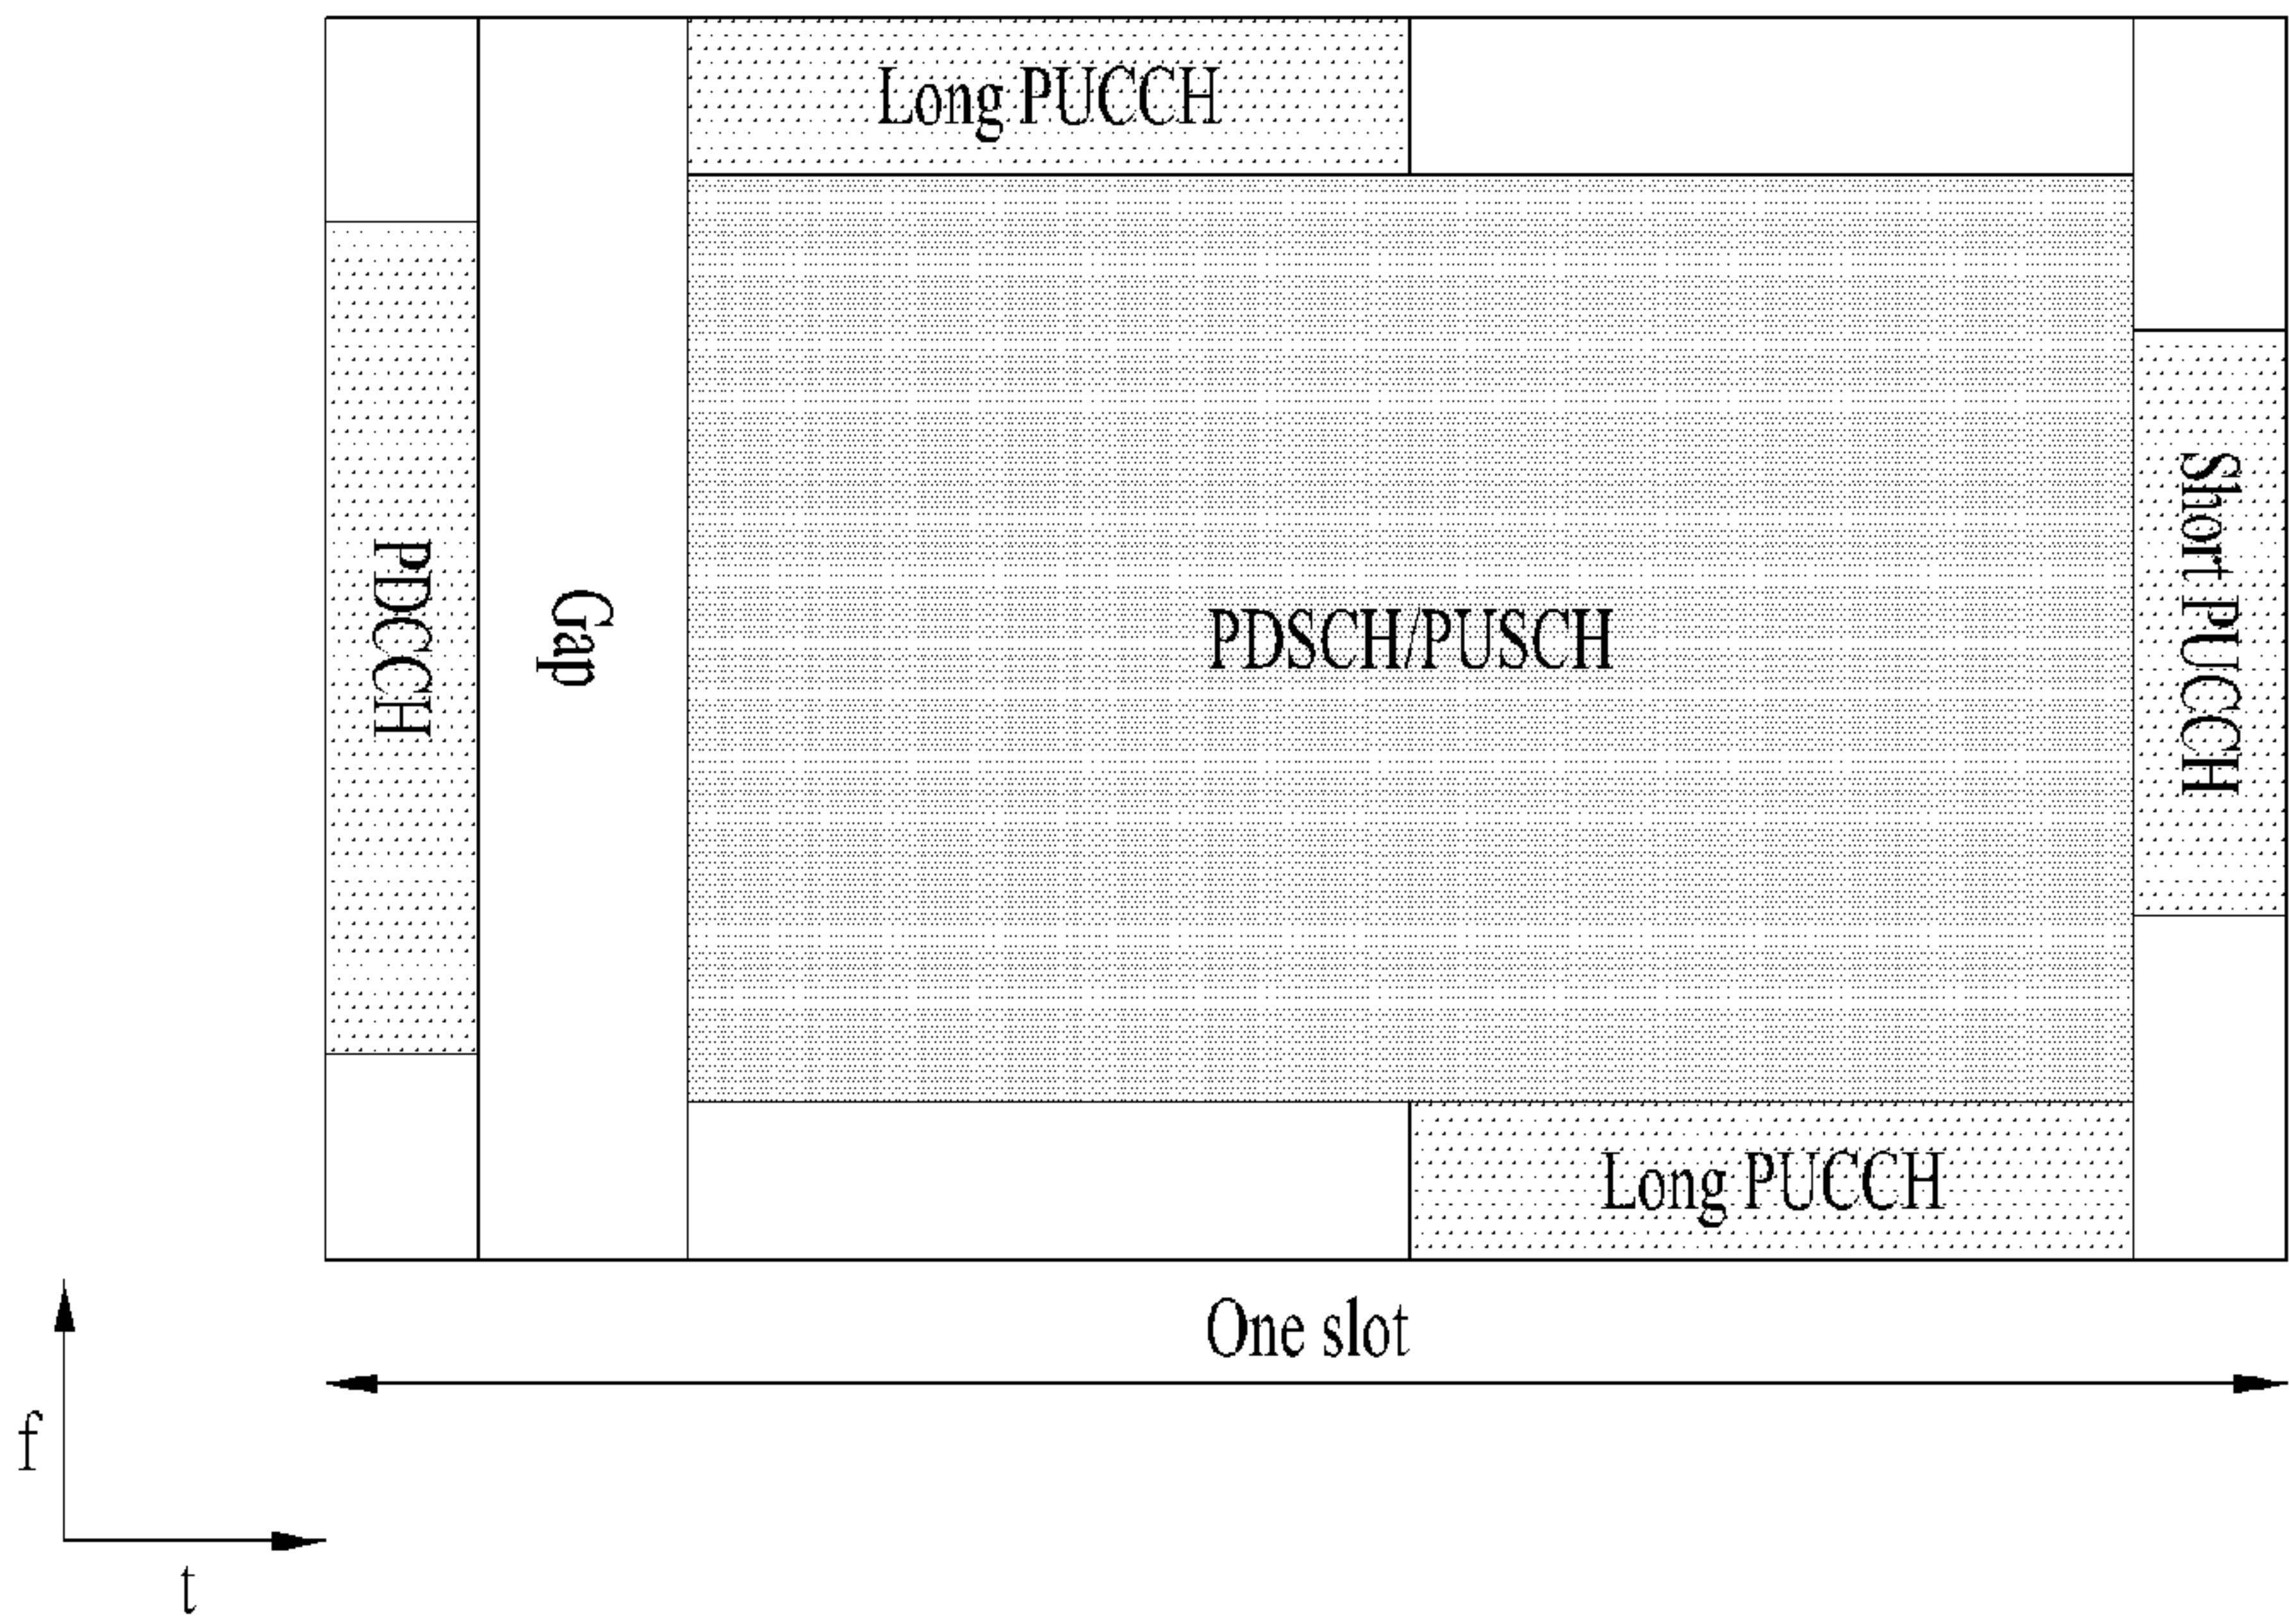 Long PUCCH
PDCCH
Gap
PDSCH/PUSCH
Short PUCCH
Long PUCCH
One slot
f
t